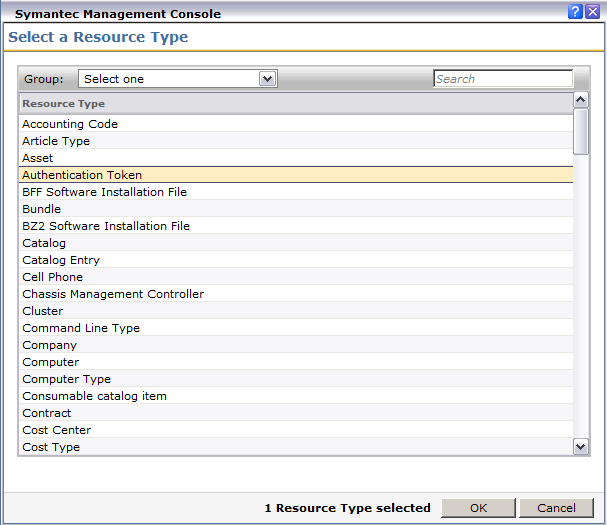 Symantec Management Console
? X
Select a Resource Type
Group: Select one Search
Resource Type
Accounting Code
Article Type
Asset
Authentication Token
BFF Software Installation File
Bundle
BZ2 Software Installation File
Catalog
Catalog Entry
Cell Phone
Chassis Management Controller
Cluster
Command Line Type
Company
Computer
Computer Type
Consumable catalog item
Contract
Cost Center
Cost Type
1 Resource Type selected OK Cancel